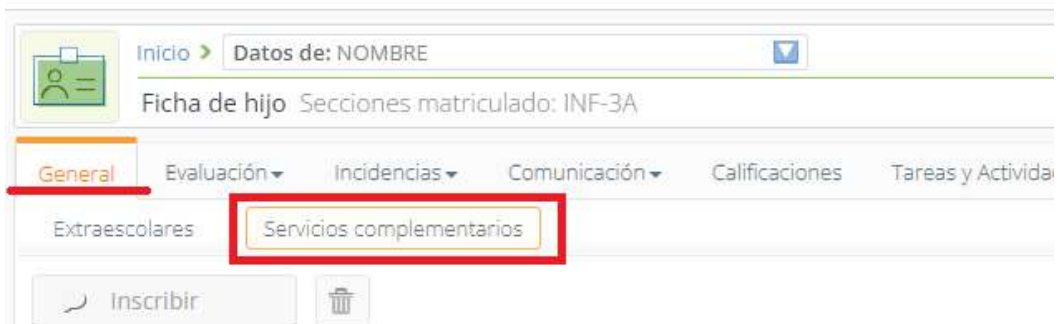 Inicio > Datos de: NOMBRE
Ficha de hijo Secciones matriculado: INF-3A
General Evaluación Incidencias Comunicación Calificaciones Tareas y Activida
Extraescolares Servicios complementarios
Inscribir